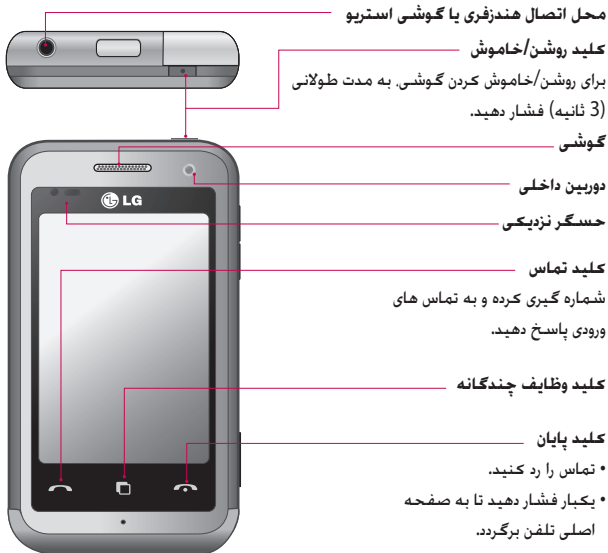 محل اتصال هندزفری یا گوشی استریو
کلید روشن/خاموش
برای روشن/خاموش کردن گوشی، به مدت طولانی
(3 ثانیه) فشار دهید.
گوشی
دوربین داخلی
حسگر نزدیکی
LG LG
کلید تماس
شماره گیری کرده و به تماس های
ورودی پاسخ دهید.
کلید وظایف چندگانه
کلید پایان
• تماس را رد کنید.
• یکبار فشار دهید تا به صفحه
اصلی تلفن برگردد.